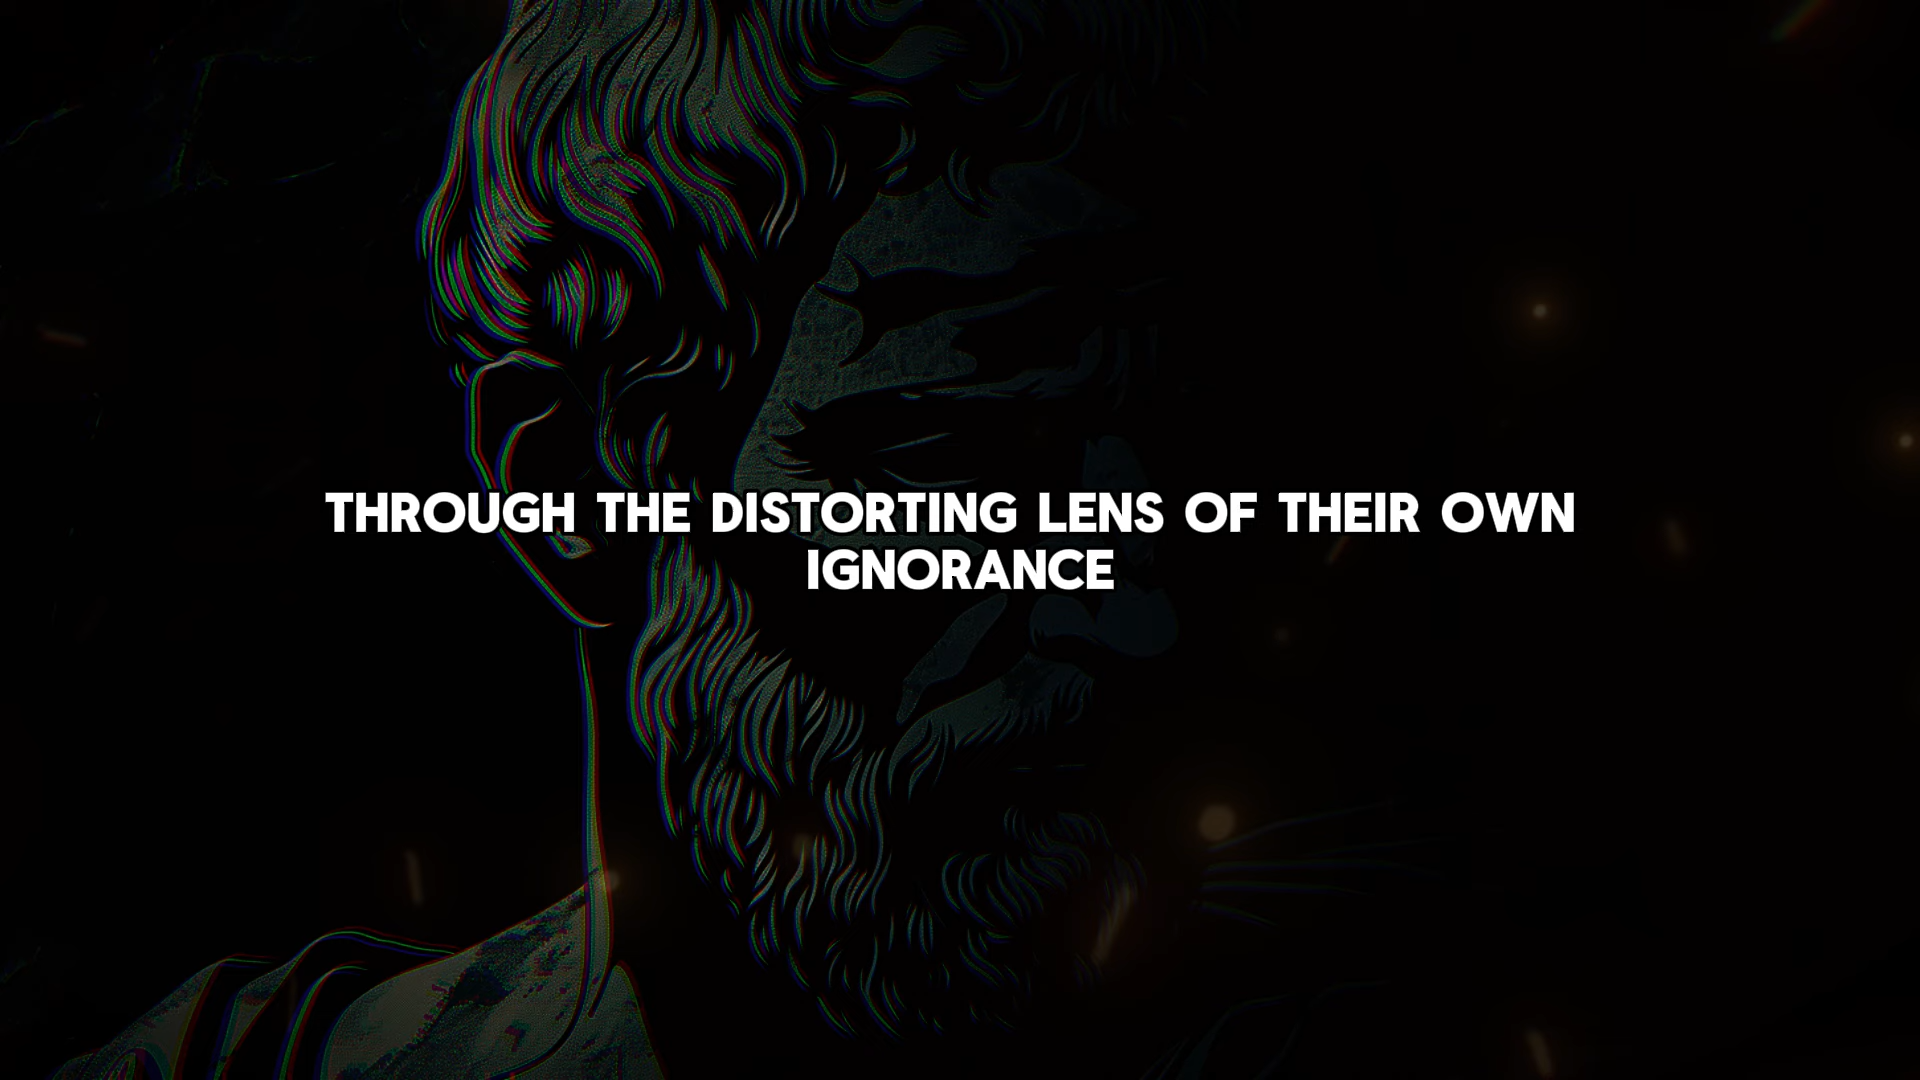 THROUGH THE DISTORTING LENS OF THEIR OWN
IGNORANCE